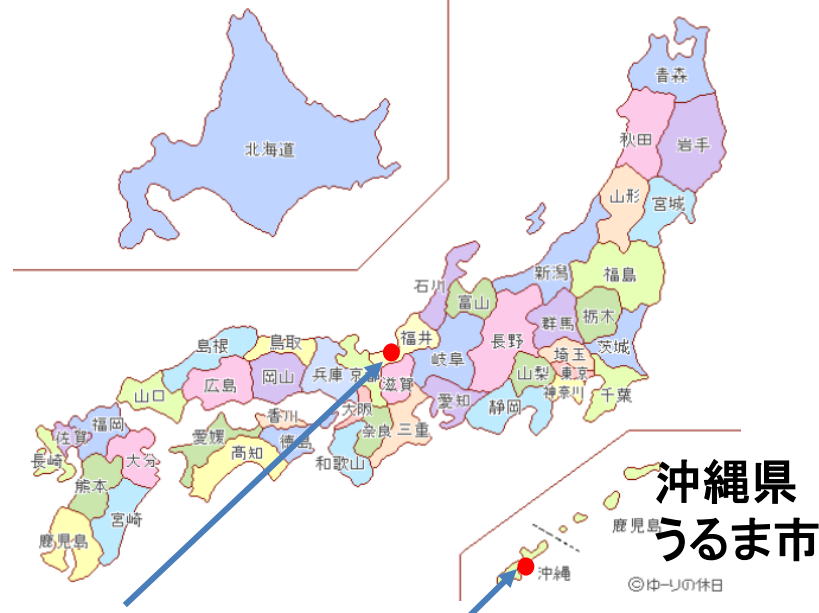 北海道
青森
秋田
岩手
山形
宮城
新潟
福島
石川
富山
栃木
群馬
福井
長野
茨城
岐阜
埼玉
東京
山梨
神奈川
千葉
愛知
静岡
島根
鳥取
兵庫
京都
滋賀
岡山
広島
山口
大阪
香川
奈良
三重
愛媛
徳島
高知
和歌山
福岡
佐賀
長崎
大分
熊本
宮崎
鹿児島
沖縄県
うるま市
鹿児島
沖縄
©ゆーりの休日